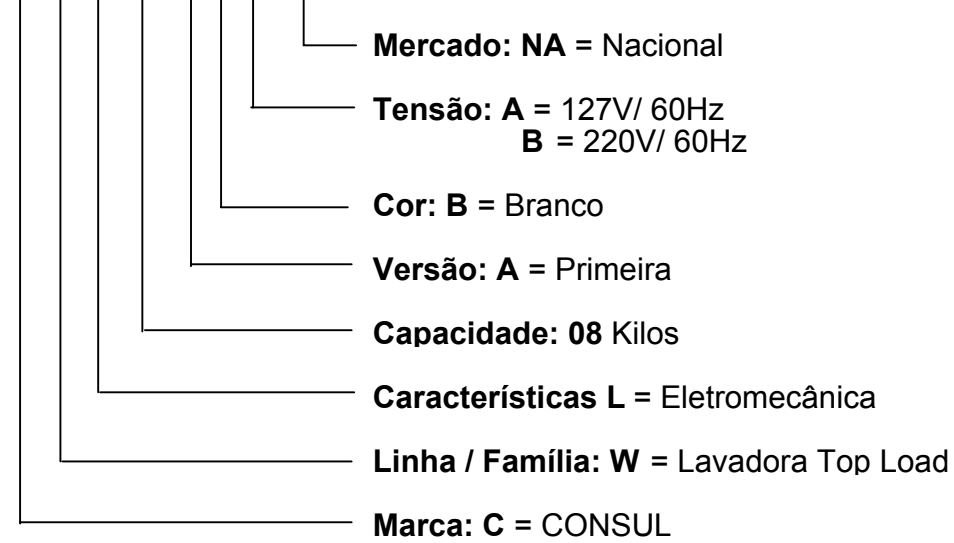 Mercado: NA = Nacional
Tensão: A = 127V/ 60Hz
B = 220V/ 60Hz
Cor: B = Branco
Versão: A = Primeira
Capacidade: 08 Kilos
Características L = Eletromecânica
Linha / Família: W = Lavadora Top Load
Marca: C = CONSUL